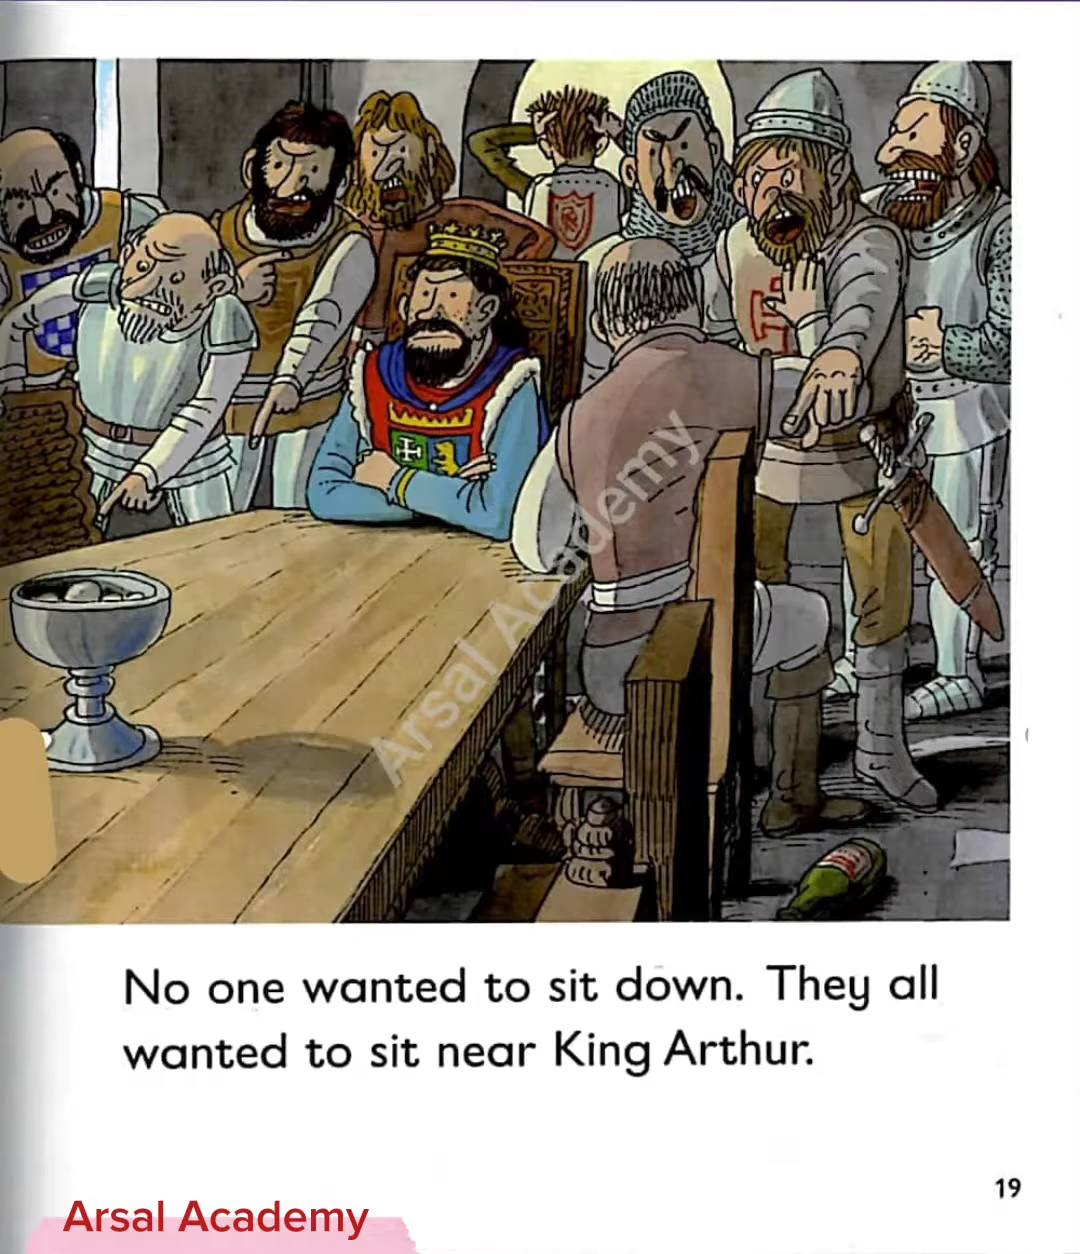 Arsal Academy
No one wanted to sit down. They all
wanted to sit near King Arthur.
19
Arsal Academy